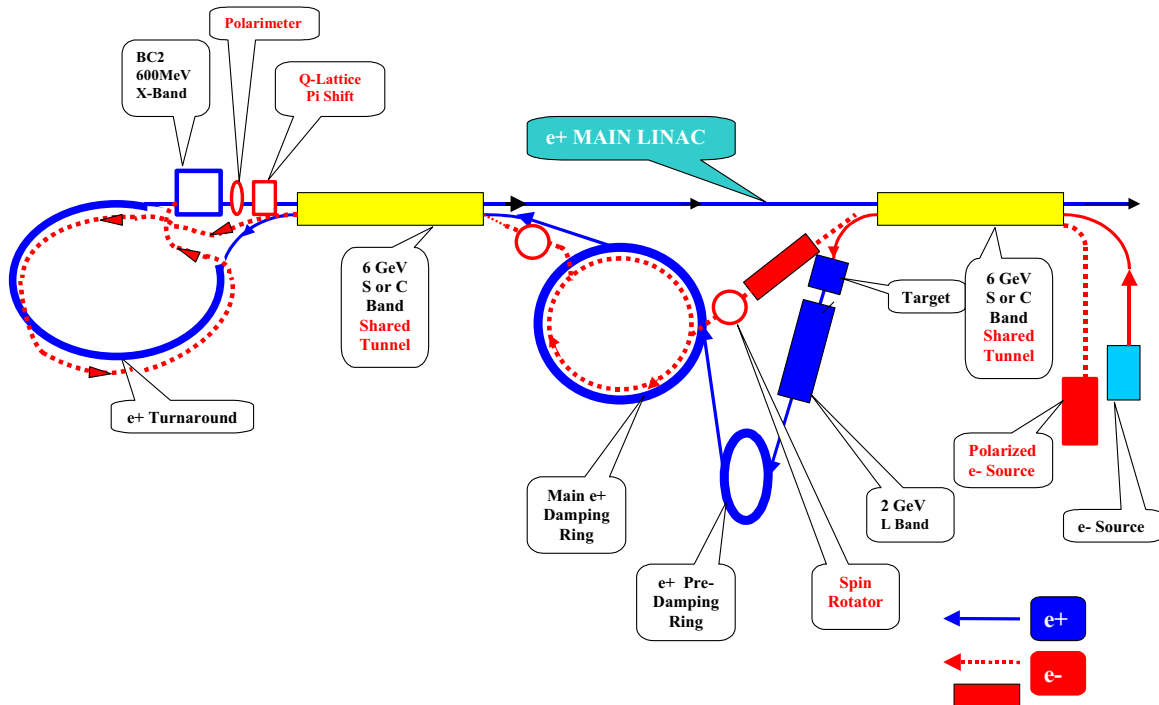 Polarimeter
BC2
600MeV
X-Band
Q-Lattice
Pi Shift
e+ MAIN LINAC
6 GeV
S or C
Band
Shared
Tunnel
Target
6 GeV
S or C
Band
Shared
Tunnel
e+ Turnaround
Polarized
e- Source
Main e+
Damping
Ring
2 GeV
L Band
e- Source
e+ Pre-
Damping
Ring
Spin
Rotator
e+
e-